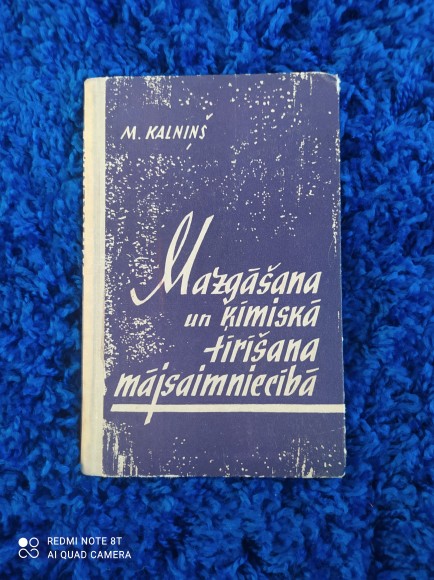 M. KALNIŅŠ
Mazgāšana
un ķīmiskā
tīrīšana
mājsaimniecībā
REDMI NOTE 8T
AI QUAD CAMERA